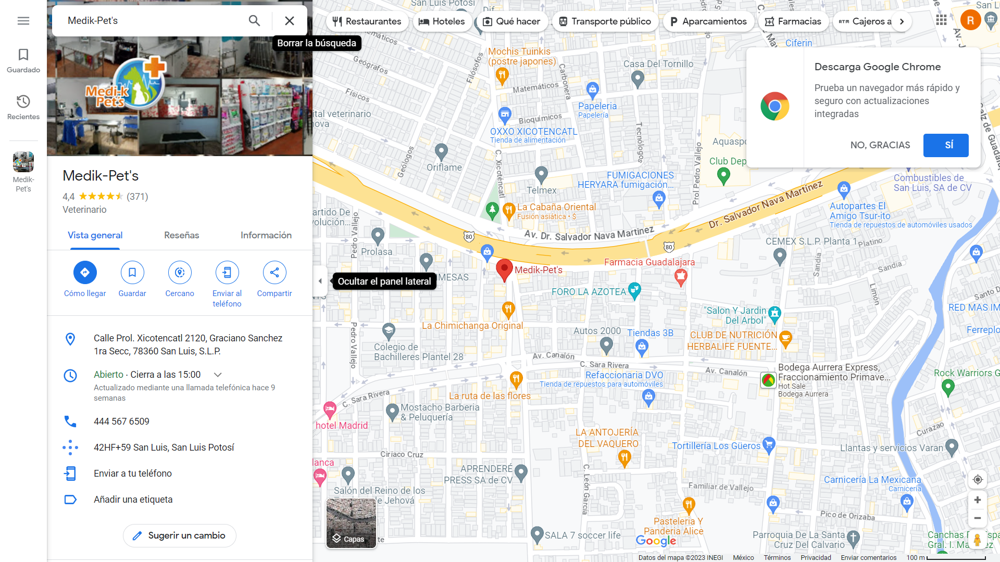 Medik-Pet's
Borrar la búsqueda
Guardado
Recientes
Medik-
Pet's
Medi-k
Pet's
Medik-Pet's
4,4 (371)
Veterinario
Vista general
Reseñas
Información
Cómo llegar
Guardar
Cercano
Enviar al
teléfono
Compartir
Calle Prol. Xicotencatl 2120, Graciano Sanchez
1ra Secc, 78360 San Luis, S.L.P.
Abierto · Cierra a las 15:00
Actualizado mediante una llamada telefónica hace 9
semanas
444 567 6509
42HF+59 San Luis, San Luis Potosí
Enviar a tu teléfono
Añadir una etiqueta
Sugerir un cambio
Restaurantes
Hoteles
Qué hacer
Transporte público
Aparcamientos
Farmacias
ATM Cajeros a
R
Descarga Google Chrome
Prueba un navegador más rápido y
seguro con actualizaciones
integradas
NO, GRACIAS
SÍ
Ocultar el panel lateral
San Luis Potosí
Dif
Ciferin
Mochis Tuinkis
(postre japones)
Casa Del Tornillo
Geógrafos
Filósofos
Carbonera
Matemáticos
Físicos
Papeleria
Papelería
ital veterinario
nova
Bioquímicos
OXXO XICOTENCATL
Tienda de alimentación
Tecnólogos
Aquaspo
Club Dep
Prol Pedro Vallejo
C. Xicoténcatl
Geólogos
Oriflame
Telmex
FUMIGACIONES
HERYARA fumigación...
Combustibles de
San Luis, SA de CV
La Cabaña Oriental
Fusión asiática • $
Dr. Salvador Nava Martínez
Autopartes El
Amigo Tsur-ito
Tienda de repuestos de automóviles usados
artido De
volución...
Pedro Vallejo
Av. Dr. Salvador Nava Martinez
80
80
CEMEX S.L.P. Planta 1
Platino
Prolasa
Sandía
Sandia
Farmacia Guadalajara
Medik-Pet's
IMESAS
FORO LA AZOTEA
Limón
Santo D
RED MAS IM
"Salon Y Jardin
Del Arbol"
La Chimichanga Original
Autos 2000
Tiendas 3B
CLUB DE NUTRICIÓN
HERBALIFE FUENTE...
Ferreplo
Pedro Vallejo
Colegio de
Bachilleres Plantel 28
Av. Canalón
C. Sara Rivera
Av. Canalón
Bodega Aurrera Express,
Fraccionamiento Primave...
Hot Sale
Bodega Aurrera
Rock Warriors G
Refaccionaria DVO
Tienda de repuestos para automóviles
La ruta de las flores
C. Sara Rivera
Mostacho Barberia
& Peluquería
hotel Madrid
LA ANTOJERÍA
DEL VAQUERO
Curazao
Tortillería Los Güeros
Llantas y servicios Varan
Ciriaco Cruz
lanca
APRENDERÉ
PRESS SA de CV
C. León García
Carnicería La Mexicana
Carnicería
Familiar de Vallejo
Salón del Reino de los
de Jehová
Pico de Orizaba
Pasteleria Y
Panderia Alice
SALA 7 soccer life
Parroquia De La Santa
Cruz Del Calvario
Capas
te
Google
Datos del mapa ©2023 INEGI
México
Términos
Privacidad
Enviar comentarios
100 m